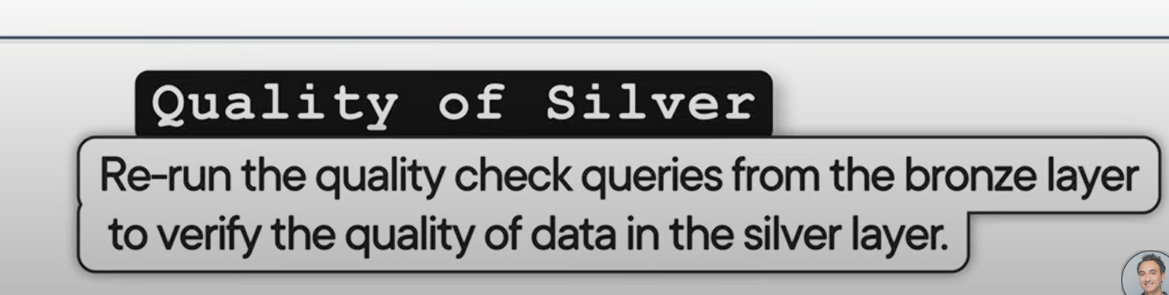 Quality of Silver
Re-run the quality check queries from the bronze layer
to verify the quality of data in the silver layer.